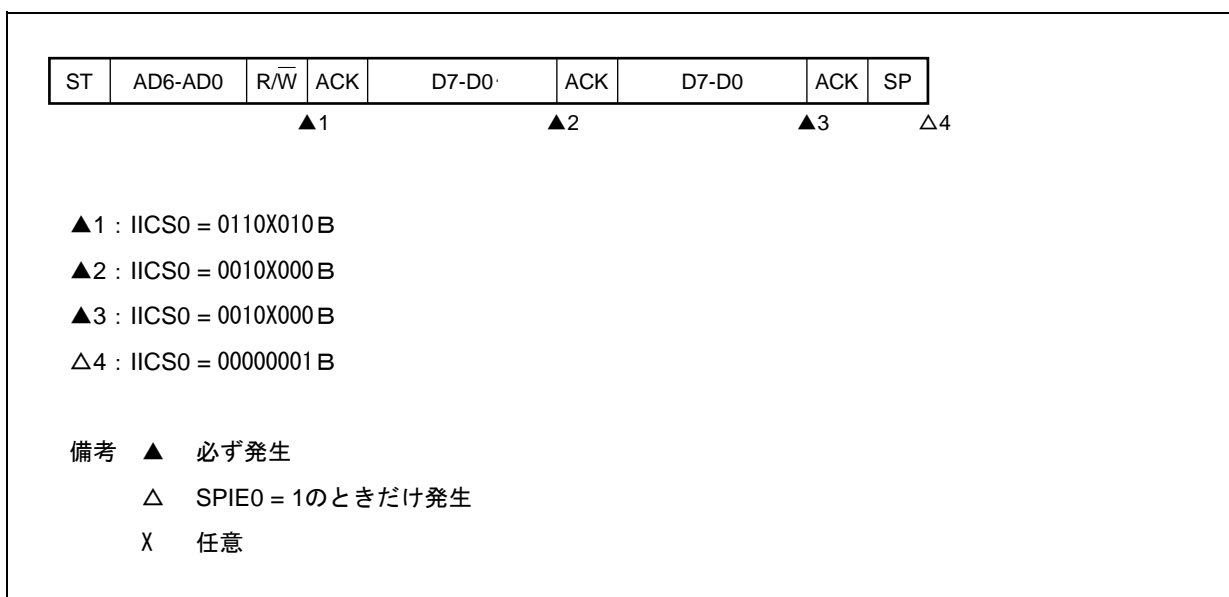 ST AD6-AD0 R/W̅ ACK D7-D0 ACK D7-D0 ACK SP
▲1 ▲2 ▲3 △4
▲1：IICS0 = 0110X010B
▲2：IICS0 = 0010X000B
▲3：IICS0 = 0010X000B
△4：IICS0 = 00000001B
備考 ▲ 必ず発生
△ SPIE0 = 1のときだけ発生
X 任意